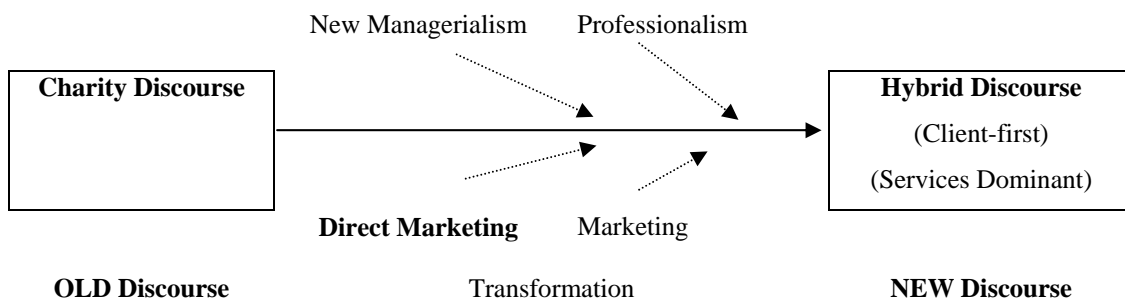 New Managerialism Professionalism
Charity Discourse Hybrid Discourse
(Client-first)
(Services Dominant)
Direct Marketing Marketing
OLD Discourse Transformation NEW Discourse